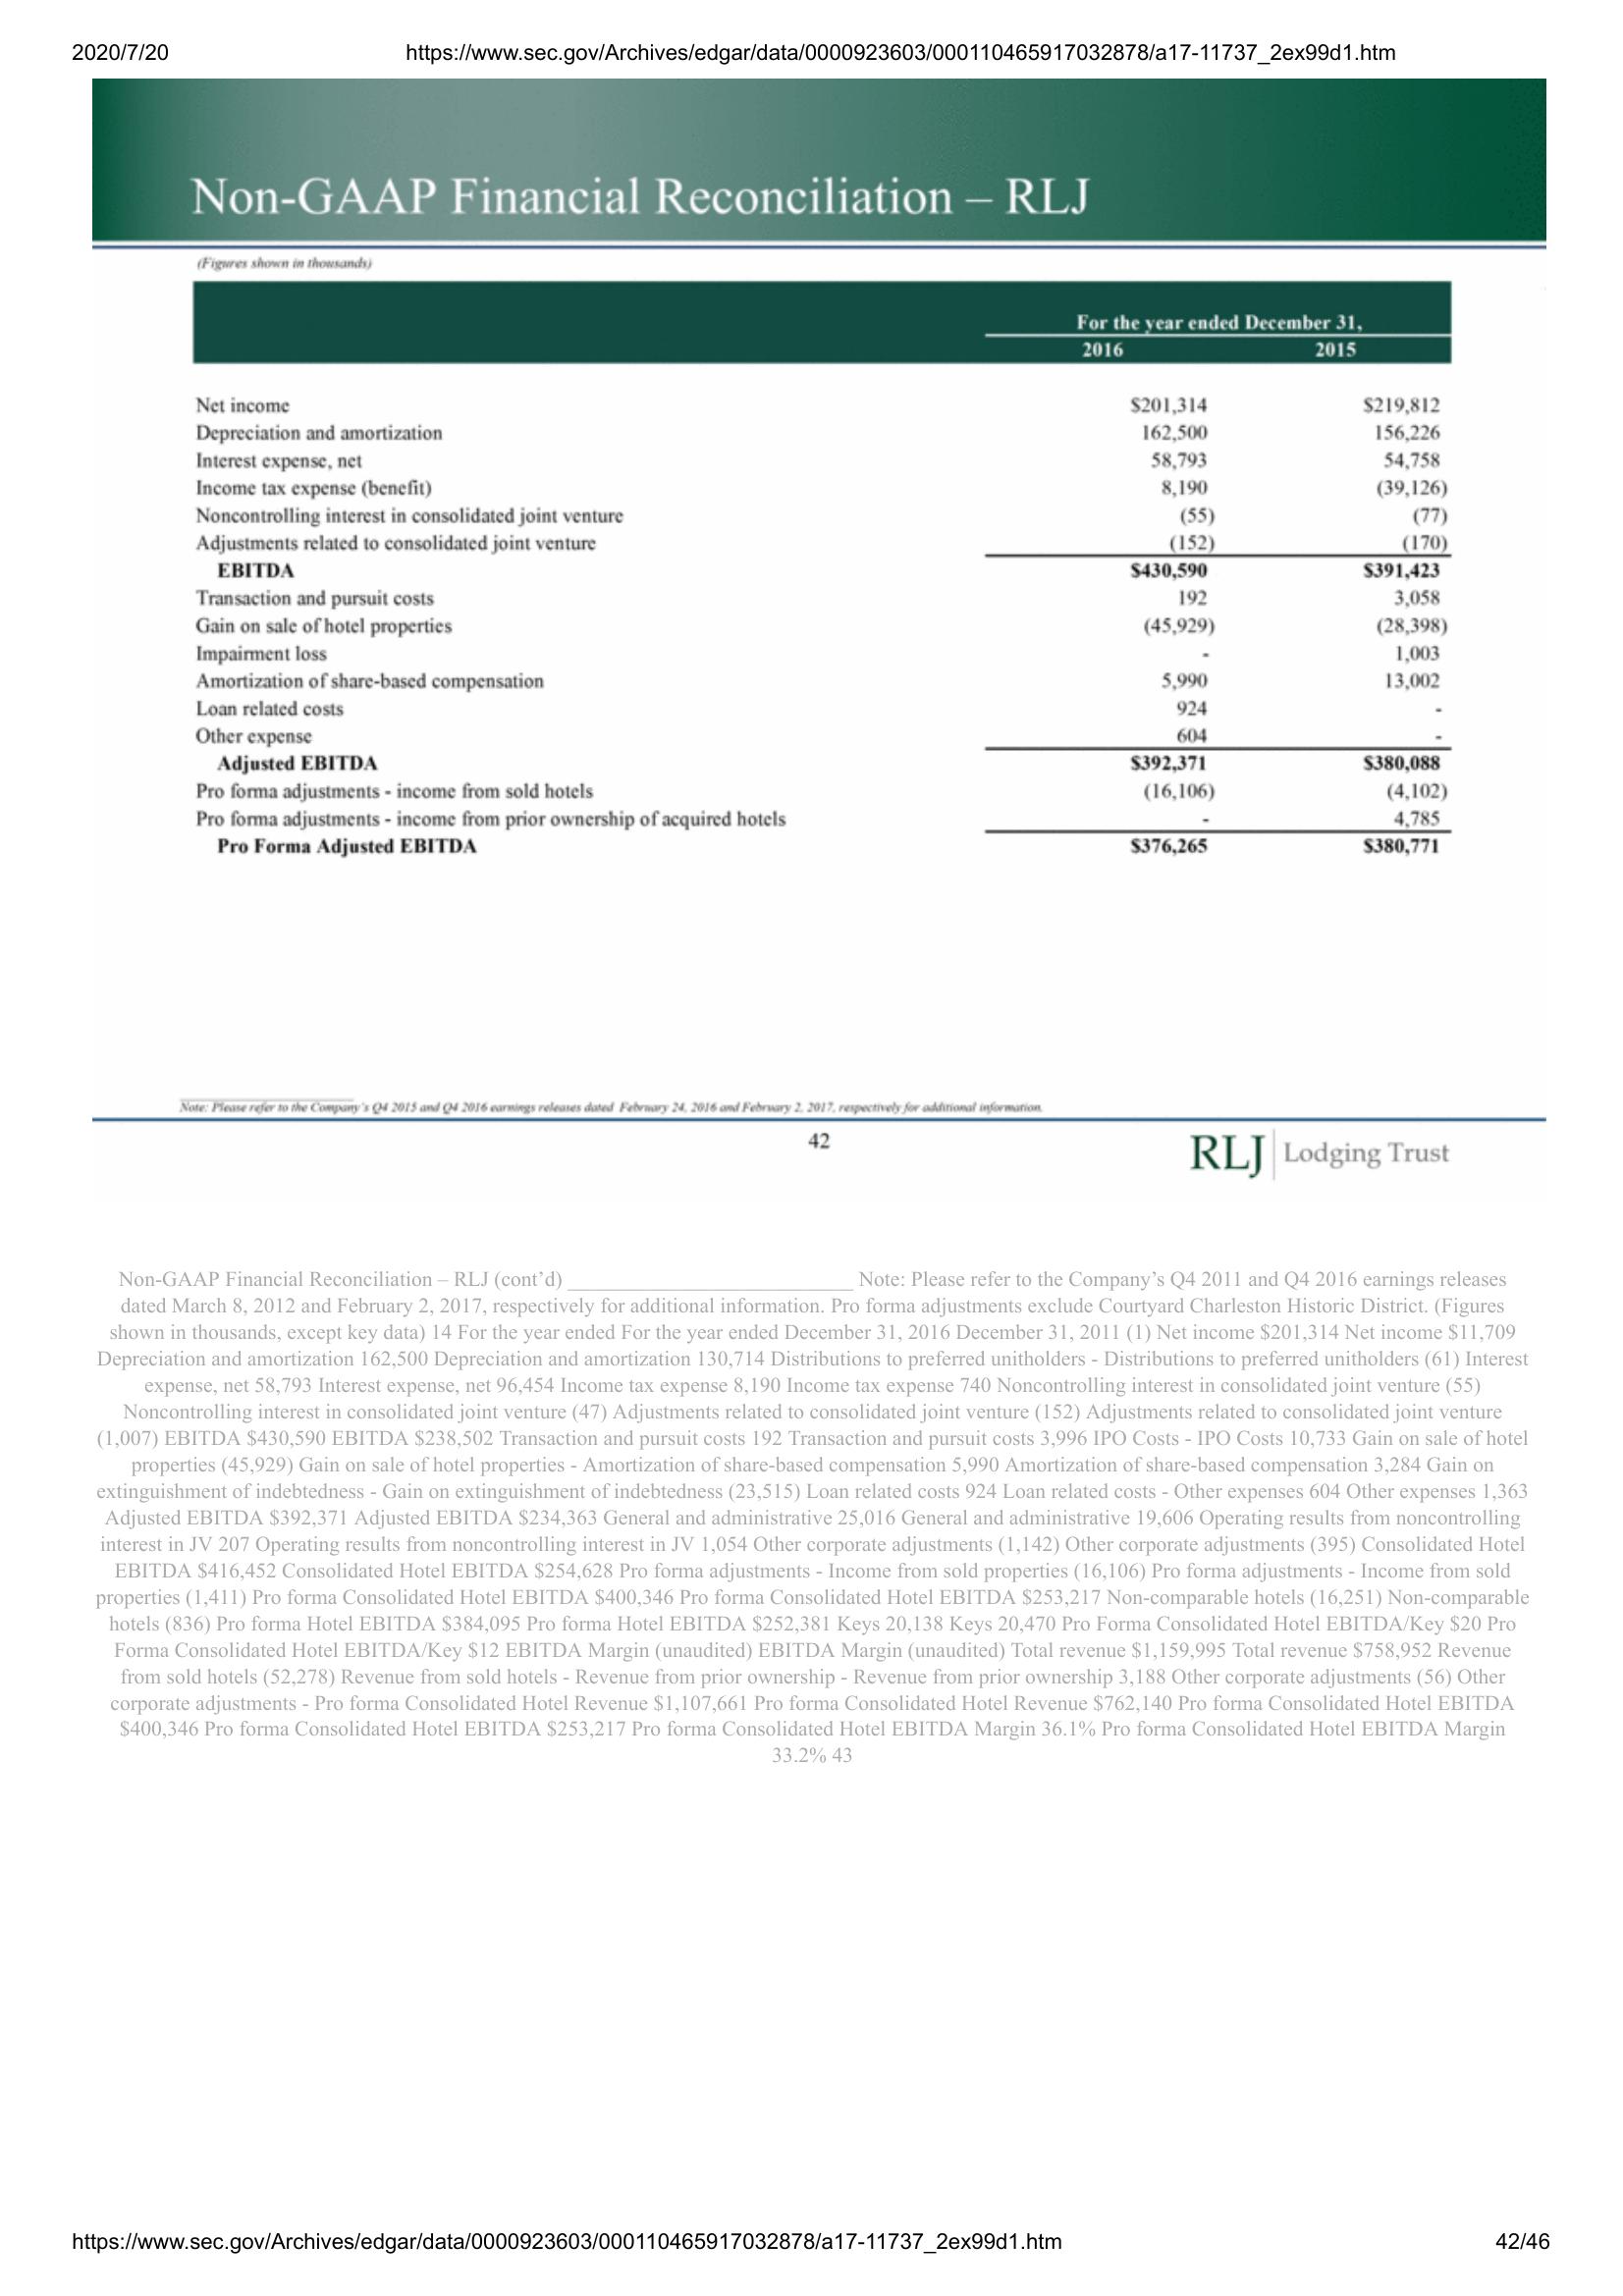 2020/7/20 https://www.sec.gov/Archives/edgar/data/0000923603/000110465917032878/a17-11737_2ex99d1.htm
Non-GAAP Financial Reconciliation – RLJ
(Figures shown in thousands)
For the year ended December 31,
2016 2015
Net income $201,314 $219,812
Depreciation and amortization 162,500 156,226
Interest expense, net 58,793 54,758
Income tax expense (benefit) 8,190 (39,126)
Noncontrolling interest in consolidated joint venture (55) (77)
Adjustments related to consolidated joint venture (152) (170)
EBITDA $430,590 $391,423
Transaction and pursuit costs 192 3,058
Gain on sale of hotel properties (45,929) (28,398)
Impairment loss - 1,003
Amortization of share-based compensation 5,990 13,002
Loan related costs 924 -
Other expense 604 -
Adjusted EBITDA $392,371 $380,088
Pro forma adjustments - income from sold hotels (16,106) (4,102)
Pro forma adjustments - income from prior ownership of acquired hotels - 4,785
Pro Forma Adjusted EBITDA $376,265 $380,771
Note: Please refer to the Company's Q4 2015 and Q4 2016 earnings releases dated February 24, 2016 and February 2, 2017, respectively for additional information.
42
RLJ Lodging Trust
Non-GAAP Financial Reconciliation – RLJ (cont’d) __________________________ Note: Please refer to the Company’s Q4 2011 and Q4 2016 earnings releases
dated March 8, 2012 and February 2, 2017, respectively for additional information. Pro forma adjustments exclude Courtyard Charleston Historic District. (Figures
shown in thousands, except key data) 14 For the year ended For the year ended December 31, 2016 December 31, 2011 (1) Net income $201,314 Net income $11,709
Depreciation and amortization 162,500 Depreciation and amortization 130,714 Distributions to preferred unitholders - Distributions to preferred unitholders (61) Interest
expense, net 58,793 Interest expense, net 96,454 Income tax expense 8,190 Income tax expense 740 Noncontrolling interest in consolidated joint venture (55)
Noncontrolling interest in consolidated joint venture (47) Adjustments related to consolidated joint venture (152) Adjustments related to consolidated joint venture
(1,007) EBITDA $430,590 EBITDA $238,502 Transaction and pursuit costs 192 Transaction and pursuit costs 3,996 IPO Costs - IPO Costs 10,733 Gain on sale of hotel
properties (45,929) Gain on sale of hotel properties - Amortization of share-based compensation 5,990 Amortization of share-based compensation 3,284 Gain on
extinguishment of indebtedness - Gain on extinguishment of indebtedness (23,515) Loan related costs 924 Loan related costs - Other expenses 604 Other expenses 1,363
Adjusted EBITDA $392,371 Adjusted EBITDA $234,363 General and administrative 25,016 General and administrative 19,606 Operating results from noncontrolling
interest in JV 207 Operating results from noncontrolling interest in JV 1,054 Other corporate adjustments (1,142) Other corporate adjustments (395) Consolidated Hotel
EBITDA $416,452 Consolidated Hotel EBITDA $254,628 Pro forma adjustments - Income from sold properties (16,106) Pro forma adjustments - Income from sold
properties (1,411) Pro forma Consolidated Hotel EBITDA $400,346 Pro forma Consolidated Hotel EBITDA $253,217 Non-comparable hotels (16,251) Non-comparable
hotels (836) Pro forma Hotel EBITDA $384,095 Pro forma Hotel EBITDA $252,381 Keys 20,138 Keys 20,470 Pro Forma Consolidated Hotel EBITDA/Key $20 Pro
Forma Consolidated Hotel EBITDA/Key $12 EBITDA Margin (unaudited) EBITDA Margin (unaudited) Total revenue $1,159,995 Total revenue $758,952 Revenue
from sold hotels (52,278) Revenue from sold hotels - Revenue from prior ownership - Revenue from prior ownership 3,188 Other corporate adjustments (56) Other
corporate adjustments - Pro forma Consolidated Hotel Revenue $1,107,661 Pro forma Consolidated Hotel Revenue $762,140 Pro forma Consolidated Hotel EBITDA
$400,346 Pro forma Consolidated Hotel EBITDA $253,217 Pro forma Consolidated Hotel EBITDA Margin 36.1% Pro forma Consolidated Hotel EBITDA Margin
33.2% 43
https://www.sec.gov/Archives/edgar/data/0000923603/000110465917032878/a17-11737_2ex99d1.htm 42/46